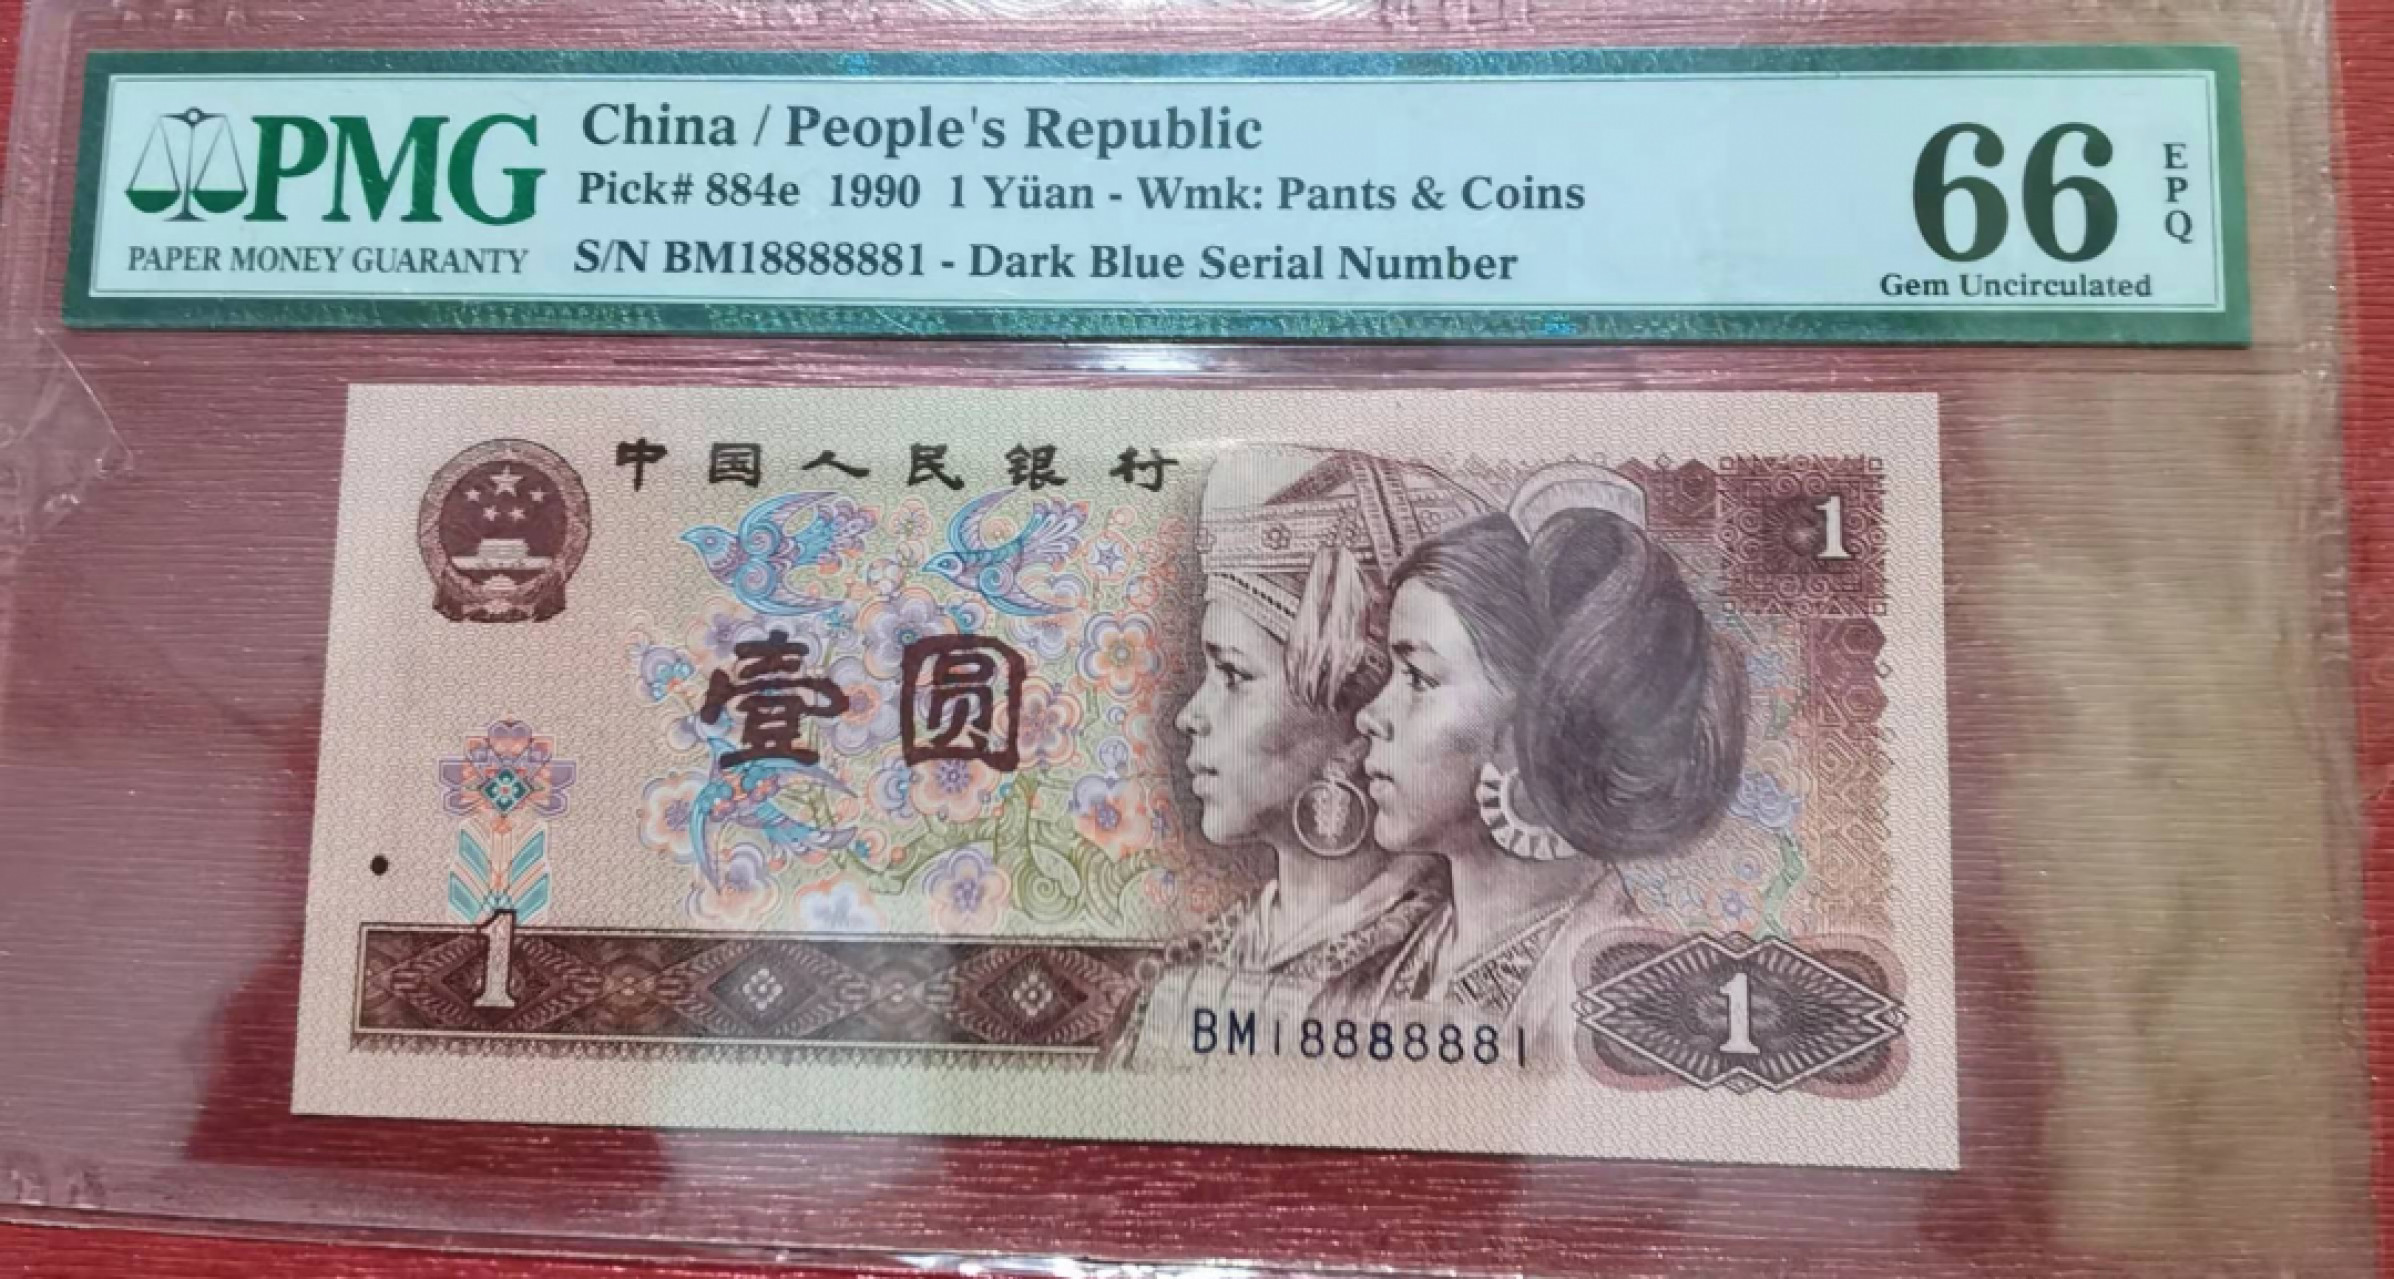 PMG
PAPER MONEY GUARANTY
China / People's Republic
Pick# 884e 1990 1 Yüan - Wmk: Pants & Coins
S/N BM18888881 - Dark Blue Serial Number
66
EPQ
Gem Uncirculated
中国人民银行
1
壹圆
1
BM18888881
1